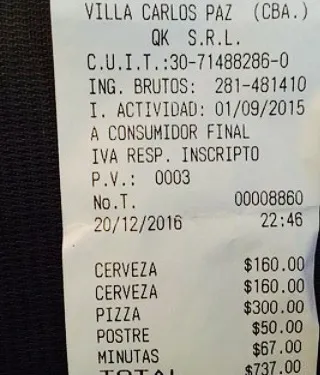 VILLA CARLOS PAZ (CBA.)
QK S.R.L.
C.U.I.T.:30-71488286-0
ING. BRUTOS: 281-481410
I. ACTIVIDAD: 01/09/2015
A CONSUMIDOR FINAL
IVA RESP. INSCRIPTO
P.V.: 0003
No.T. 00008860
20/12/2016 22:46
CERVEZA $160.00
CERVEZA $160.00
PIZZA $300.00
POSTRE $50.00
MINUTAS $67.00
TOTAL $737.00